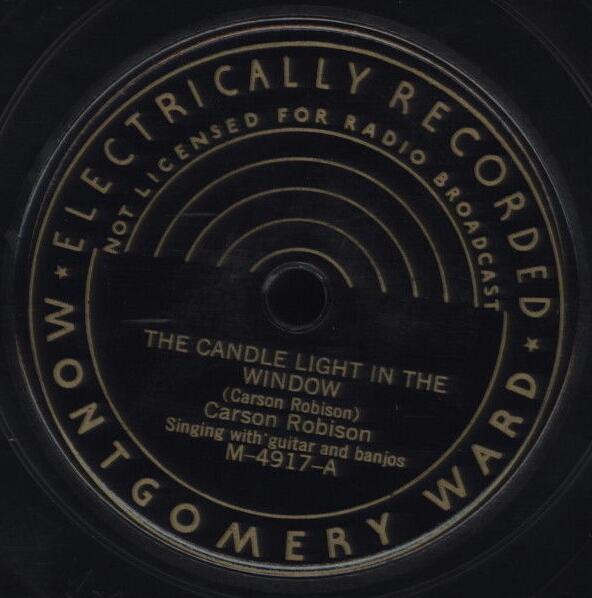 ELECTRICALLY RECORDED
NOT LICENSED FOR RADIO BROADCAST
THE CANDLE LIGHT IN THE
WINDOW
(Carson Robison)
Carson Robison
Singing with guitar and banjos
M-4917-A
★ MONTGOMERY WARD ★